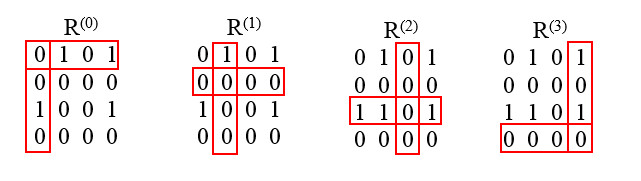 R(0) R(1) R(2) R(3)
0 1 0 1 0 1 0 1 0 1 0 1 0 1 0 1
0 0 0 0 0 0 0 0 0 0 0 0 0 0 0 0
1 0 0 1 1 0 0 1 1 1 0 1 1 1 0 1
0 0 0 0 0 0 0 0 0 0 0 0 0 0 0 0